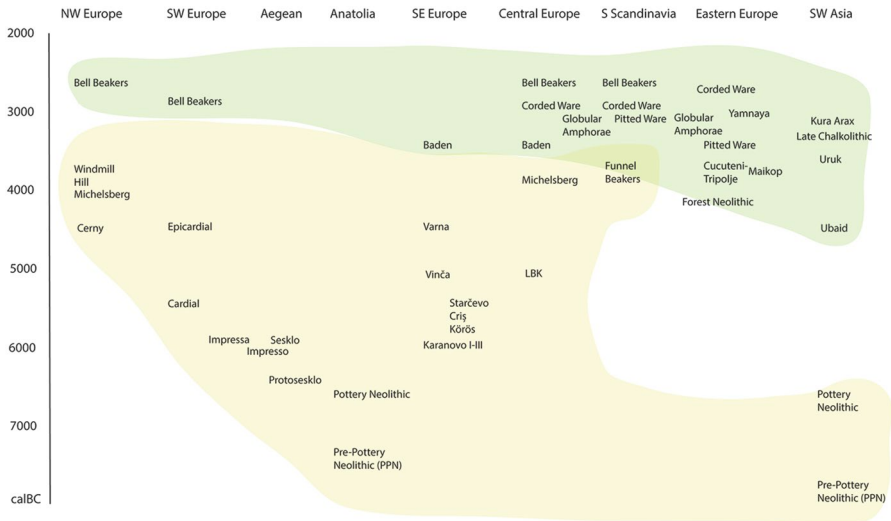 NW Europe SW Europe Aegean Anatolia SE Europe Central Europe S Scandinavia Eastern Europe SW Asia
2000
Bell Beakers Bell Beakers Bell Beakers
Corded Ware
Bell Beakers Corded Ware Corded Ware
3000
Globular Amphorae
Pitted Ware
Globular Amphorae
Yamnaya
Kura Arax
Late Chalkolithic
Baden Baden Pitted Ware
Uruk
Windmill
Hill
Michelsberg
Michelsberg
Funnel
Beakers
Cucuteni-
Tripolje
Maikop
4000
Forest Neolithic
Cerny Epicardial Varna Ubaid
5000
Vinča LBK
Cardial
Starčevo
Criş
Körös
6000
Impressa Sesklo
Impresso
Karanovo I-III
Protosesklo
Pottery Neolithic
Pottery
Neolithic
7000
Pre-Pottery
Neolithic (PPN)
Pre-Pottery
Neolithic (PPN)
calBC